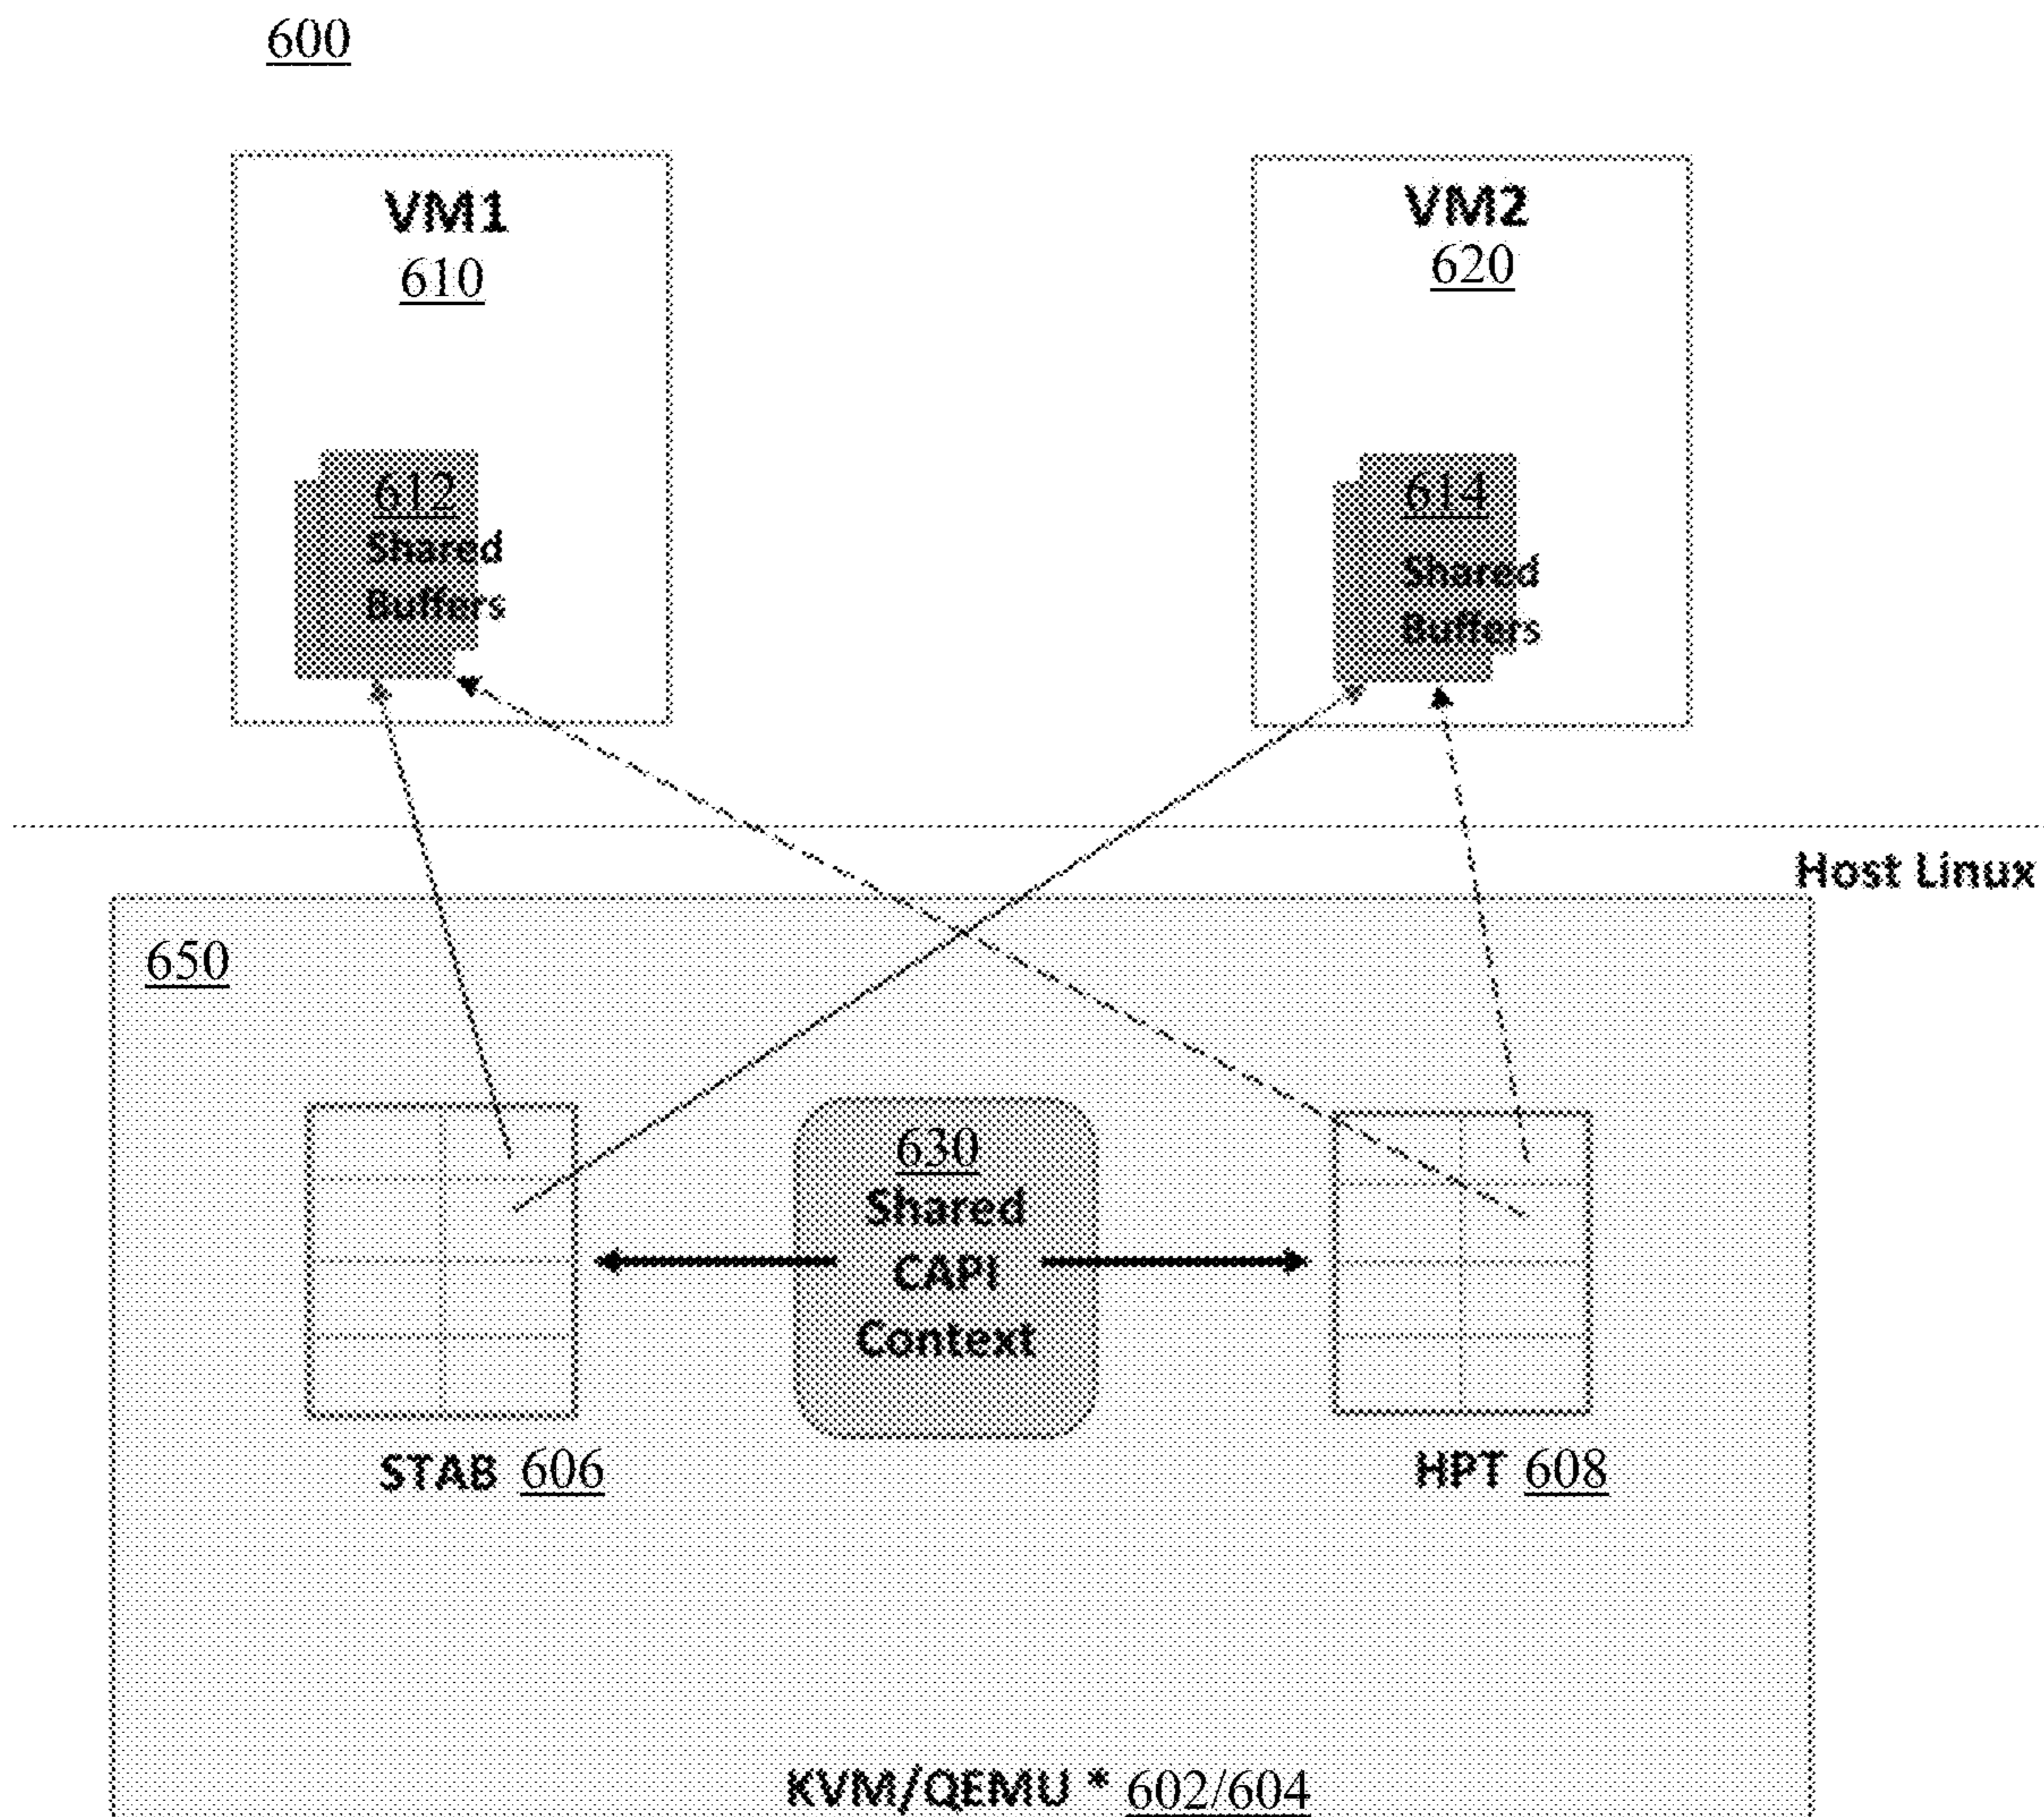 600
VM1
610
VM2
620
612
Shared
Buffers
614
Shared
Buffers
Host Linux
650
630
Shared
CAPI
Context
STAB 606
HPT 608
KVM/QEMU * 602/604